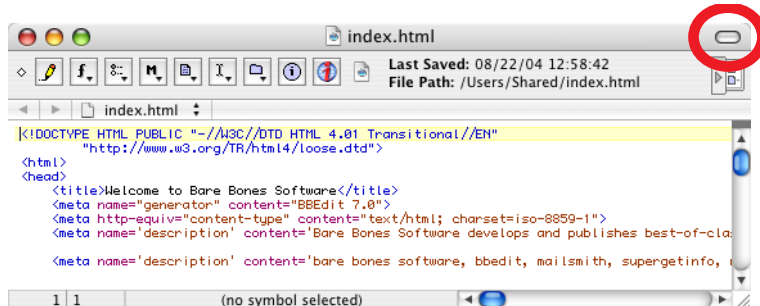 index.html
Last Saved: 08/22/04 12:58:42
File Path: /Users/Shared/index.html
index.html
<!DOCTYPE HTML PUBLIC "-//W3C//DTD HTML 4.01 Transitional//EN"
"http://www.w3.org/TR/html4/loose.dtd">
<html>
<head>
<title>Welcome to Bare Bones Software</title>
<meta name="generator" content="BBEdit 7.0">
<meta http-equiv="content-type" content="text/html; charset=iso-8859-1">
<meta name='description' content='Bare Bones Software develops and publishes best-of-cla
<meta name='description' content='bare bones software, bbedit, mailsmith, supergetinfo,
1 1 (no symbol selected)